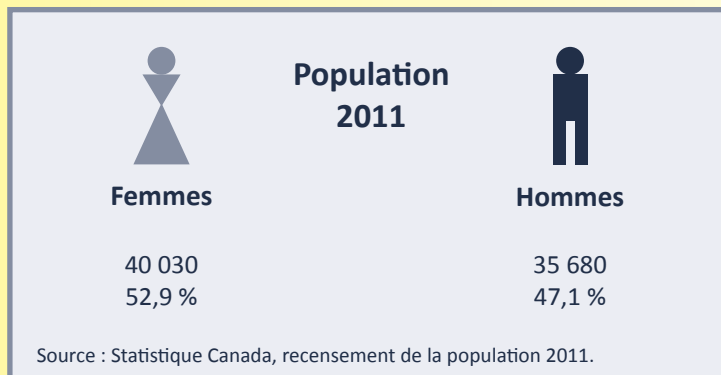 Population
2011
Femmes
Hommes
40 030
35 680
52,9 %
47,1 %
Source : Statistique Canada, recensement de la population 2011.